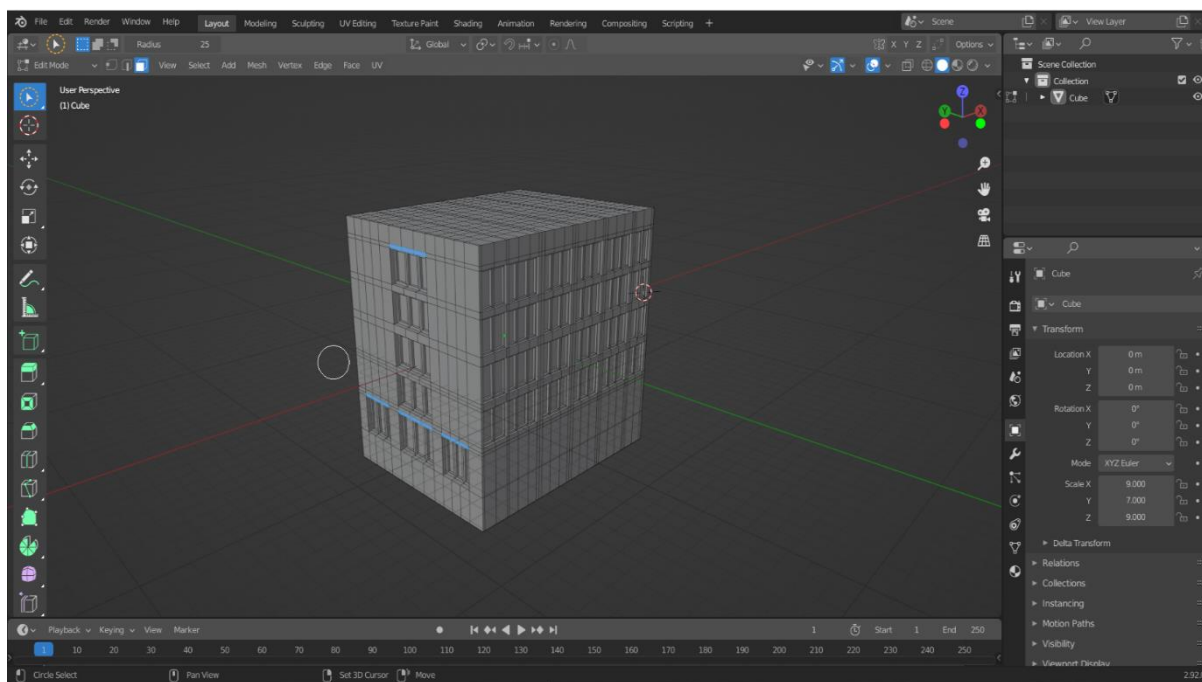 File Edit Render Window Help Layout Modeling Sculpting UV Editing Texture Paint Shading Animation Rendering Compositing Scripting + Scene View Layer
Radius 25 Global X Y Z Options
Edit Mode View Select Add Mesh Vertex Edge Face UV
User Perspective
(1) Cube
Z
Y
X
Scene Collection
Collection
Cube
Cube
Cube
Transform
Location X 0 m
Y 0 m
Z 0 m
Rotation X 0°
Y 0°
Z 0°
Mode XYZ Euler
Scale X 9.000
Y 7.000
Z 9.000
Delta Transform
Relations
Collections
Instancing
Motion Paths
Visibility
Viewport Display
Playback Keying View Marker 1 Start 1 End 250
1 10 20 30 40 50 60 70 80 90 100 110 120 130 140 150 160 170 180 190 200 210 220 230 240 250
Circle Select Pan View Set 3D Cursor Move 2.92